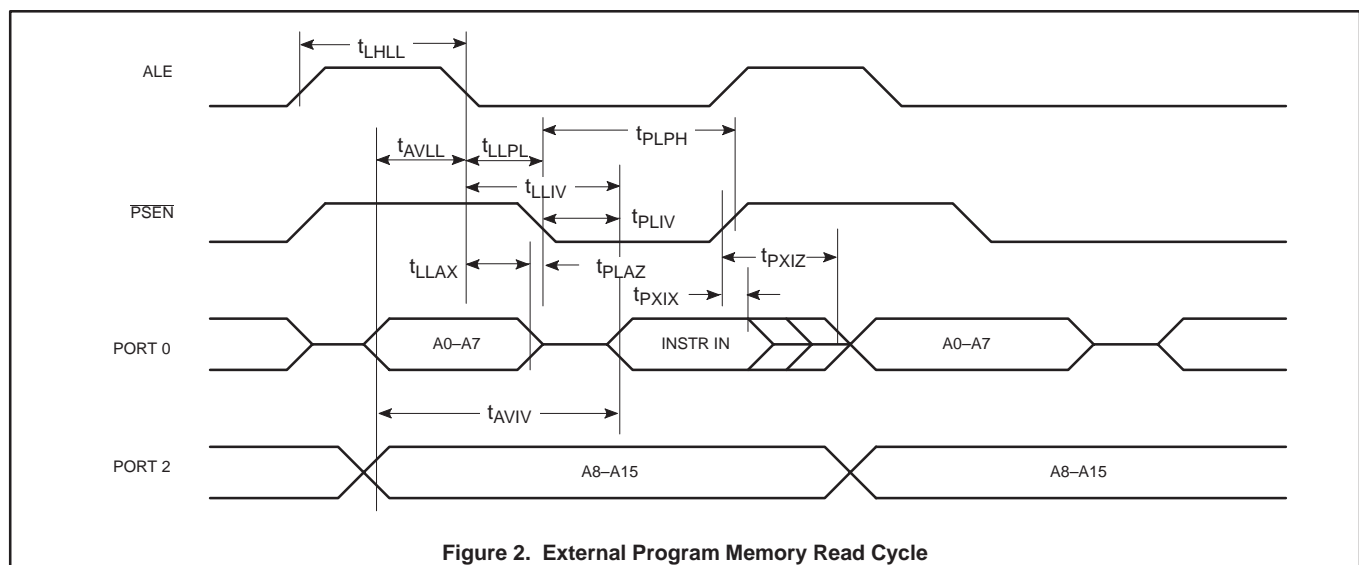 tLHLL
ALE
tPLPH
tAVLL
tLLPL
tLLIV
PSEN
tPLIV
tLLAX
tPLAZ
tPXIZ
tPXIX
PORT 0
A0–A7
INSTR IN
A0–A7
tAVIV
PORT 2
A8–A15
A8–A15
Figure 2. External Program Memory Read Cycle